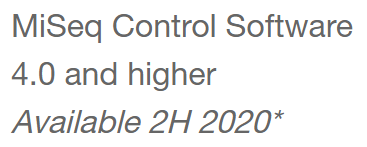 MiSeq Control Software
4.0 and higher
Available 2H 2020*